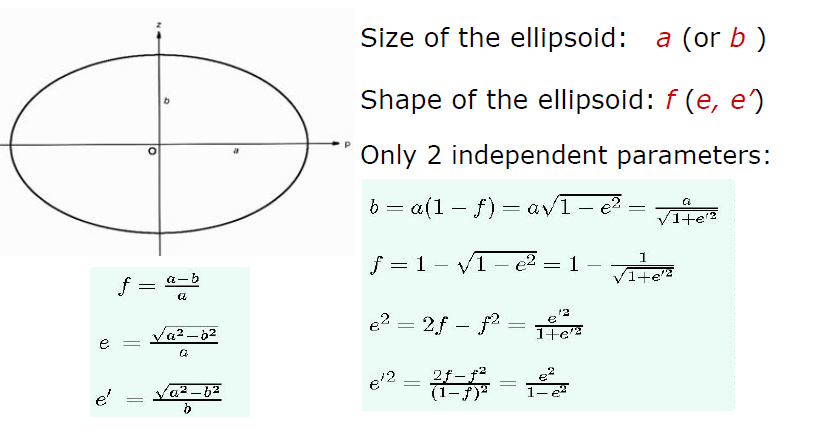 z
b
O
a
P
Size of the ellipsoid: a (or b )
Shape of the ellipsoid: f (e, e′)
Only 2 independent parameters:
b = a(1 − f) = a√(1 − e²) = a/√(1+e′²)
f = 1 − √(1 − e²) = 1 − 1/√(1+e′²)
e² = 2f − f² = e′²/(1+e′²)
e′² = (2f−f²)/(1−f)² = e²/(1−e²)
f = (a−b)/a
e = √(a²−b²)/a
e′ = √(a²−b²)/b